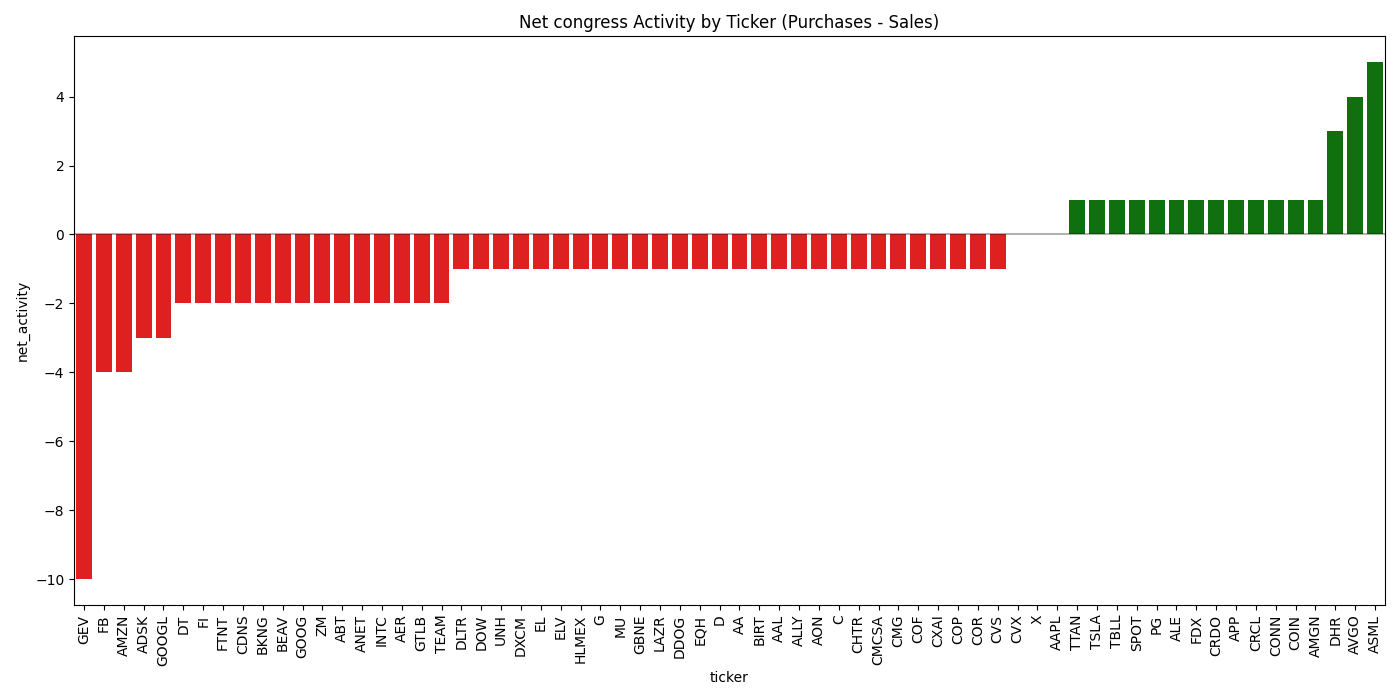 Net congress Activity by Ticker (Purchases - Sales)
net_activity
4
2
0
−2
−4
−6
−8
−10
GEV
FB
AMZN
ADSK
GOOGL
DT
FI
FTNT
CDNS
BKNG
BEAV
GOOG
ZM
ABT
ANET
INTC
AER
GTLB
TEAM
DLTR
DOW
UNH
DXCM
EL
ELV
HLMEX
G
MU
GBNE
LAZR
DDOG
EQH
D
AA
BIRT
AAL
ALLY
AON
C
CHTR
CMCSA
CMG
COF
CXAI
COP
COR
CVS
CVX
X
AAPL
TTAN
TSLA
TBLL
SPOT
PG
ALE
FDX
CRDO
APP
CRCL
CONN
COIN
AMGN
DHR
AVGO
ASML
ticker